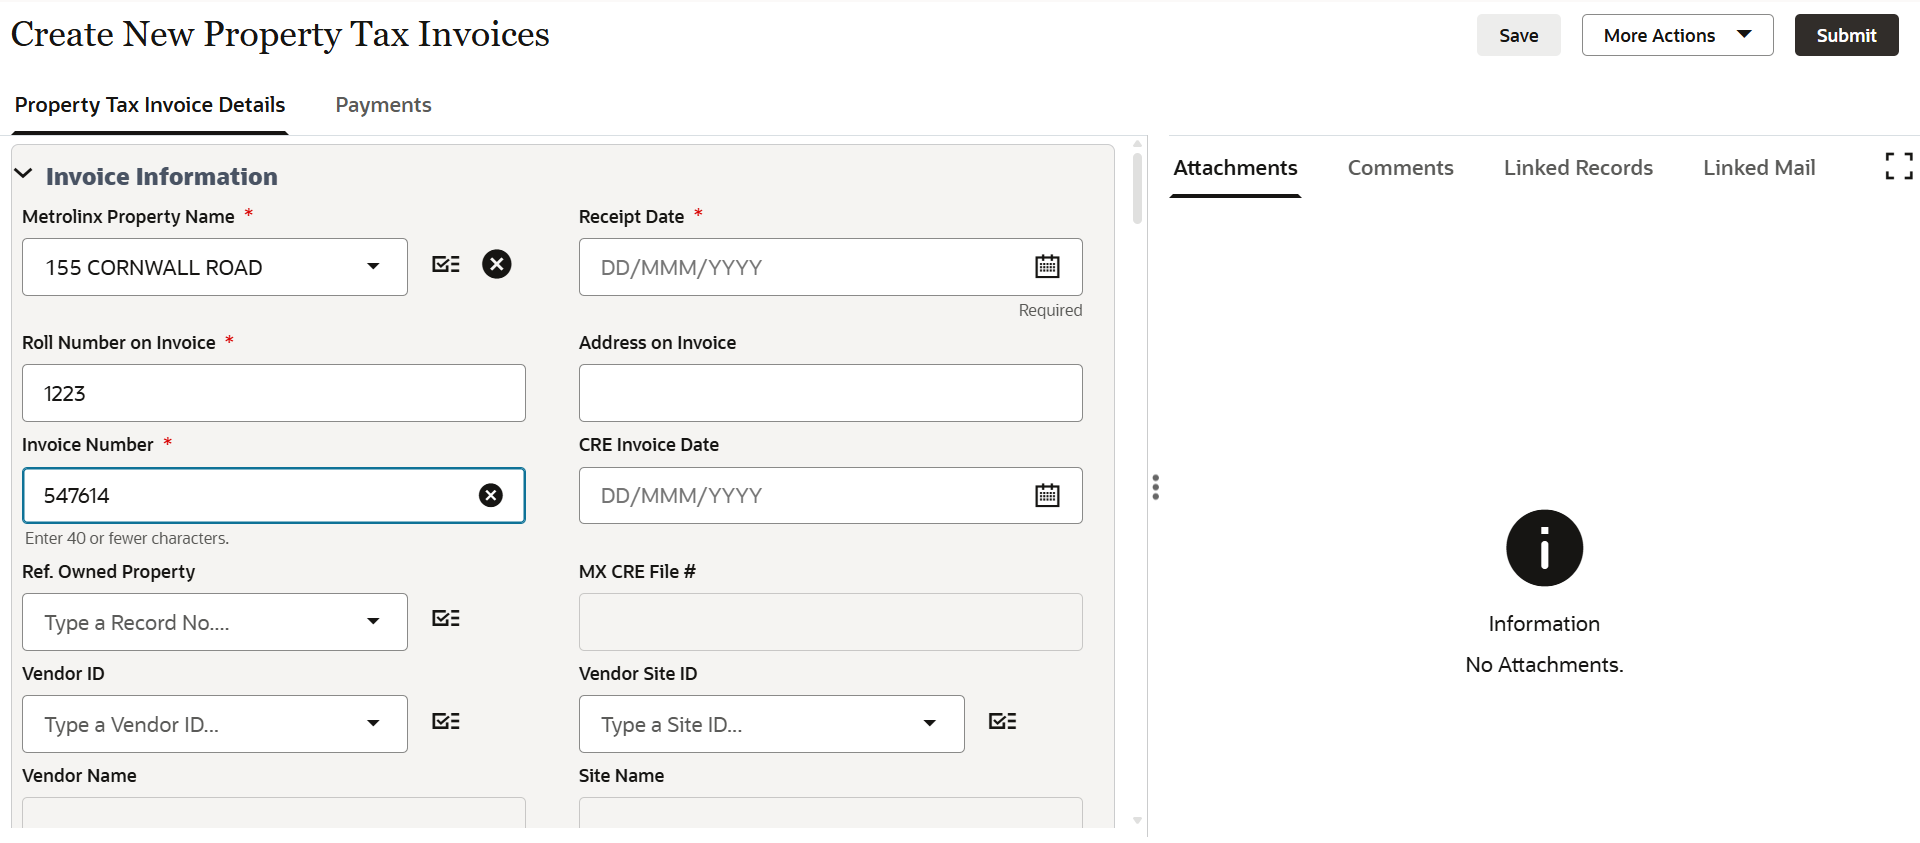 Create New Property Tax Invoices
Save
More Actions
Submit
Property Tax Invoice Details
Payments
Invoice Information
Metrolinx Property Name *
155 CORNWALL ROAD
Receipt Date *
DD/MMM/YYYY
Required
Roll Number on Invoice *
1223
Address on Invoice
Invoice Number *
547614
Enter 40 or fewer characters.
CRE Invoice Date
DD/MMM/YYYY
Ref. Owned Property
Type a Record No....
MX CRE File #
Vendor ID
Type a Vendor ID...
Vendor Site ID
Type a Site ID...
Vendor Name
Site Name
Attachments
Comments
Linked Records
Linked Mail
Information
No Attachments.